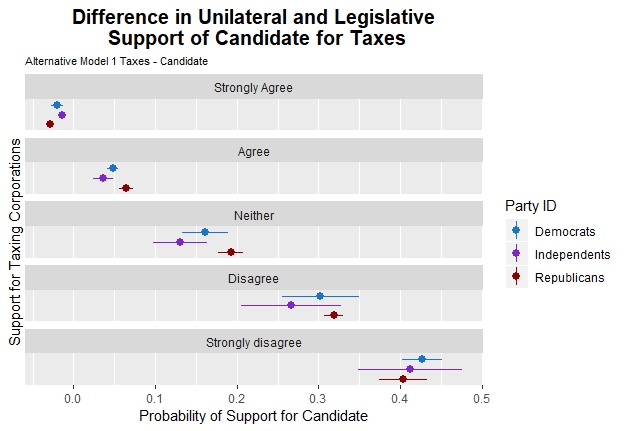 Difference in Unilateral and Legislative
Support of Candidate for Taxes
Alternative Model 1 Taxes - Candidate
Support for Taxing Corporations
Strongly Agree
Agree
Neither
Disagree
Strongly disagree
0.0 0.1 0.2 0.3 0.4 0.5
Probability of Support for Candidate
Party ID
Democrats
Independents
Republicans